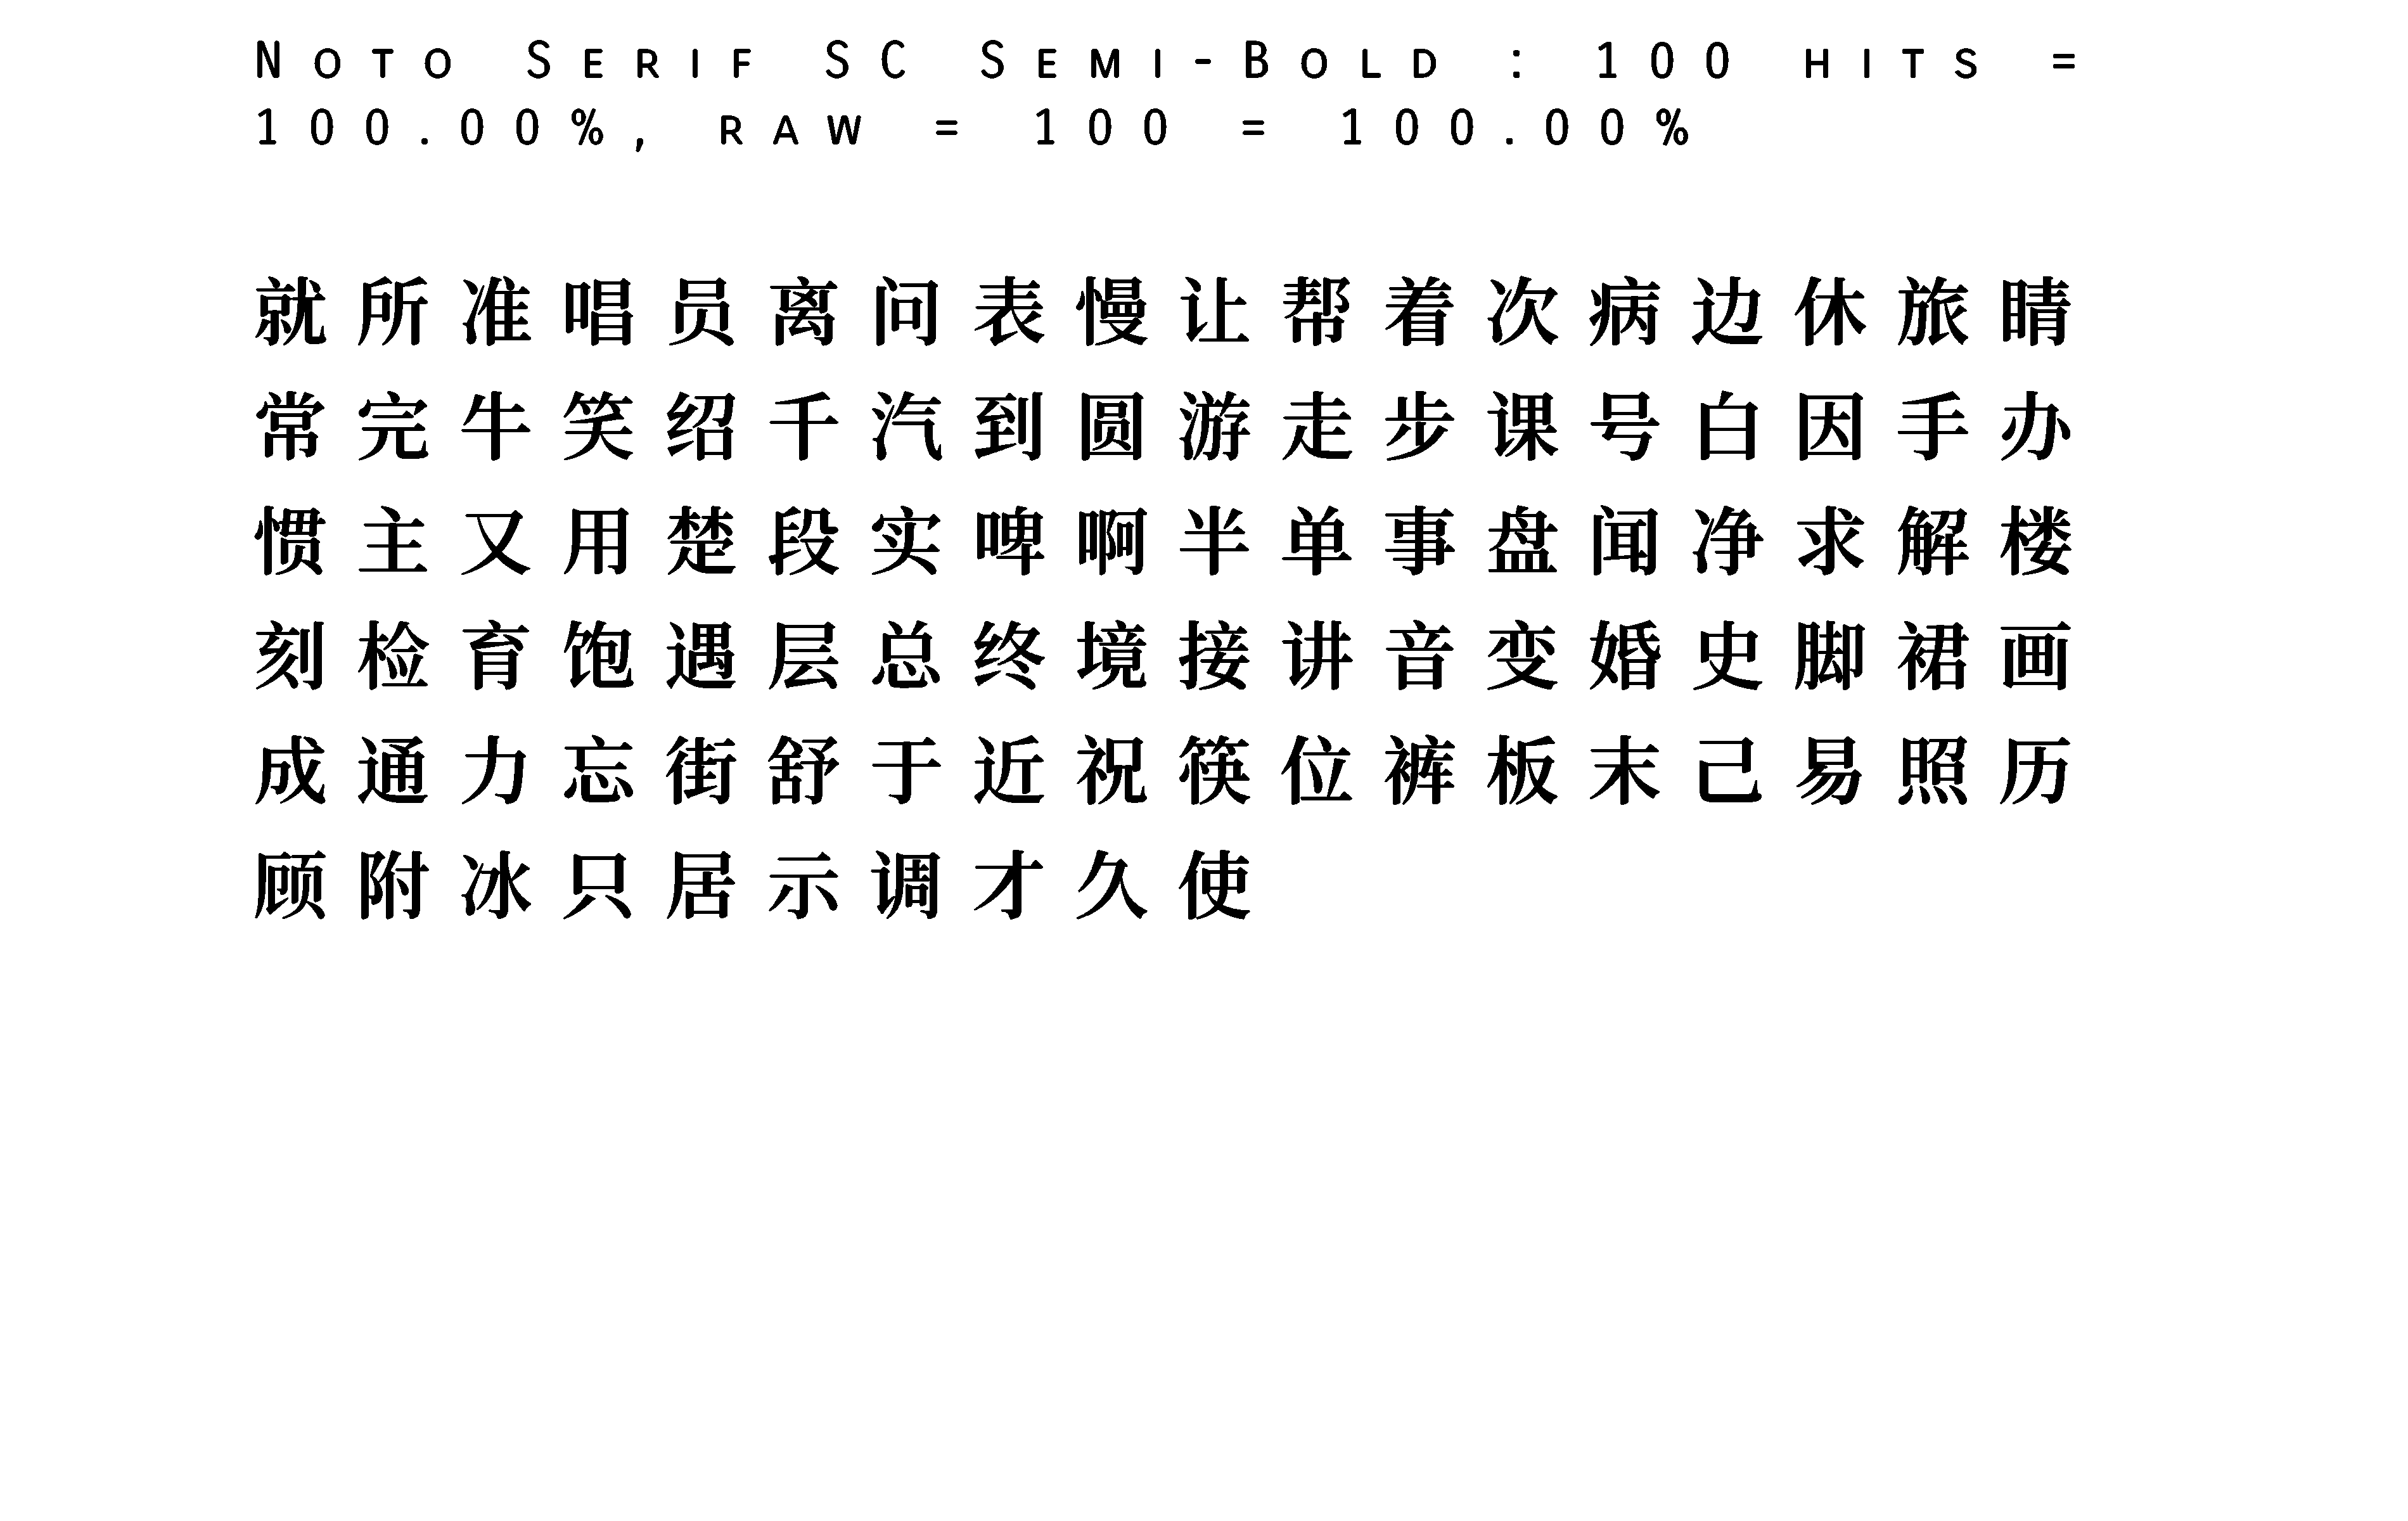 Noto Serif SC Semi-Bold : 100 hits =
100.00%, raw = 100 = 100.00%
就所准唱员离问表慢让帮着次病边休旅睛
常完牛笑绍千汽到圆游走步课号白因手办
惯主又用楚段实啤啊半单事盘闻净求解楼
刻检育饱遇层总终境接讲音变婚史脚裙画
成通力忘街舒于近祝筷位裤板末己易照历
顾附冰只居示调才久使